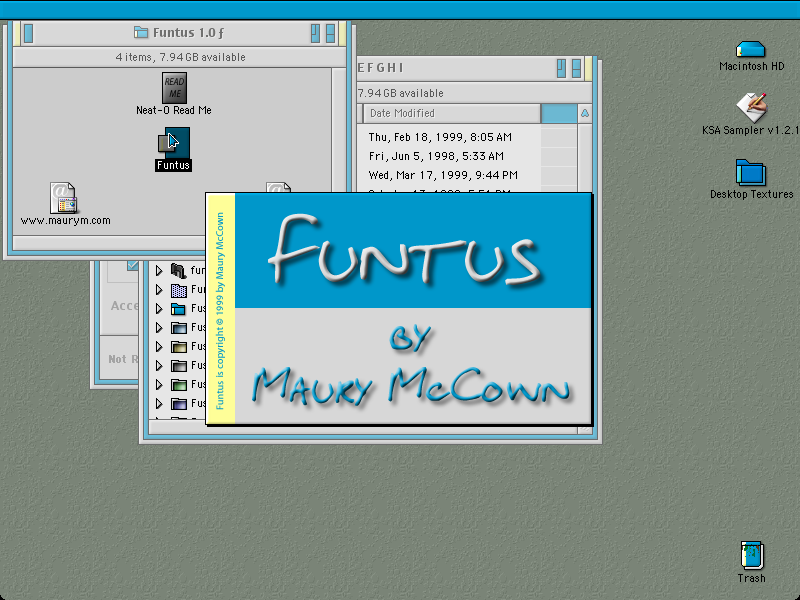 Funtus 1.0 ƒ
4 items, 7.94 GB available
READ
ME
Neat-O Read Me
Funtus
www.maurym.com
EFGHI
7.94 GB available
Date Modified
Thu, Feb 18, 1999, 8:05 AM
Fri, Jun 5, 1998, 5:33 AM
Wed, Mar 17, 1999, 9:44 PM
Macintosh HD
KSA Sampler v1.2.1
Desktop Textures
Funtus is copyright © 1999 by Maury McCown
FUNTUS
BY
MAURY MCCOWN
Acce
Not R
fun
Fun
Fus
Fus
Fus
Fus
Fus
Fus
Trash